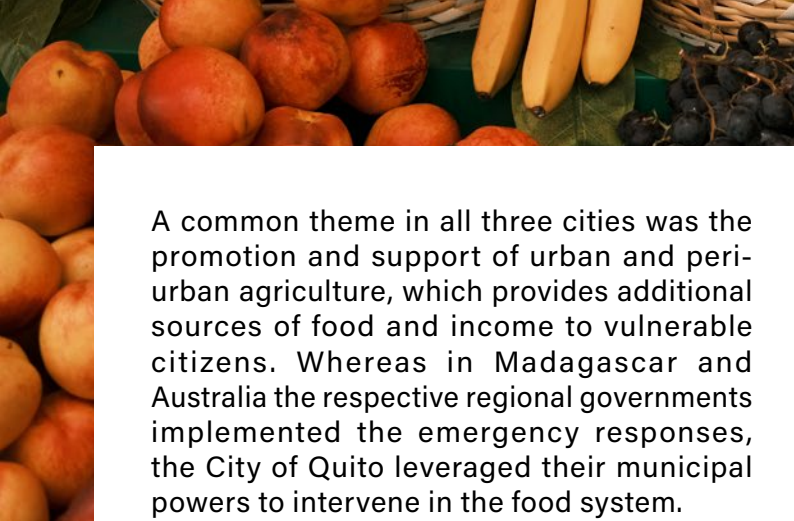 A common theme in all three cities was the
promotion and support of urban and peri-
urban agriculture, which provides additional
sources of food and income to vulnerable
citizens. Whereas in Madagascar and
Australia the respective regional governments
implemented the emergency responses,
the City of Quito leveraged their municipal
powers to intervene in the food system.